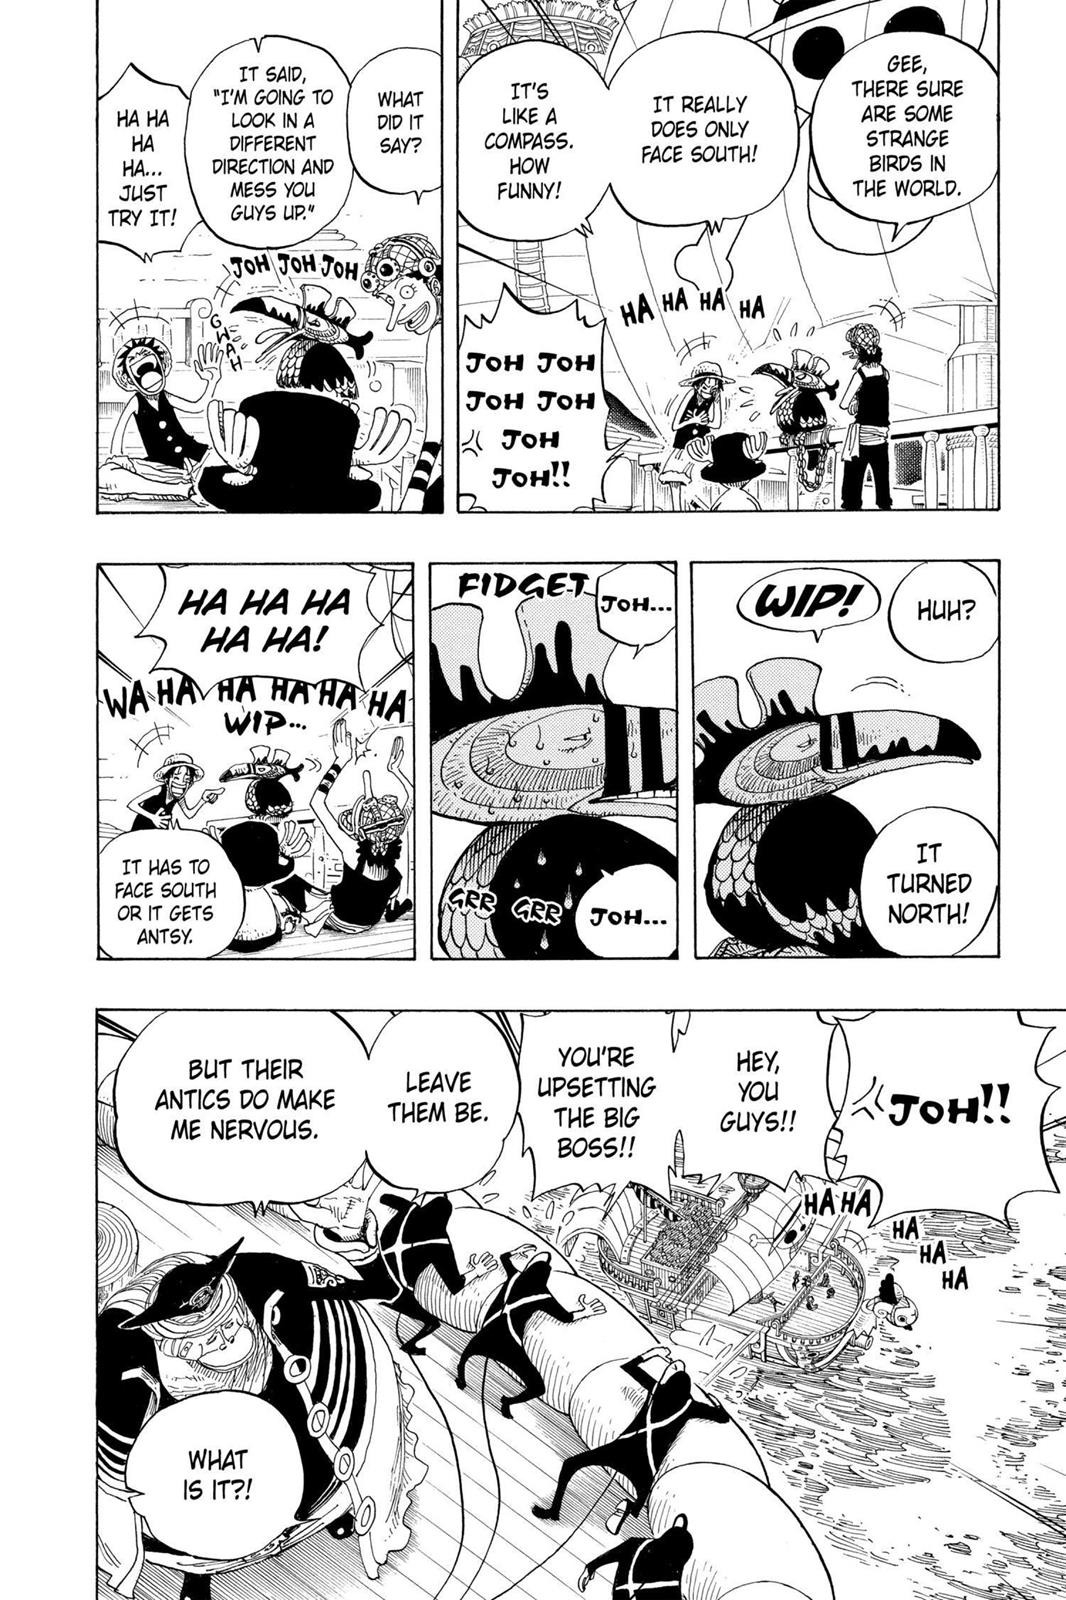 GEE,
THERE SURE
ARE SOME
STRANGE
BIRDS IN
THE WORLD.
IT REALLY
DOES ONLY
FACE SOUTH!
IT'S
LIKE A
COMPASS.
HOW
FUNNY!
HA HA HA HA
JOH JOH
JOH JOH
JOH
JOH!!
WHAT
DID IT
SAY?
IT SAID,
"I'M GOING TO
LOOK IN A
DIFFERENT
DIRECTION AND
MESS YOU
GUYS UP."
HA HA
HA
HA...
JUST
TRY IT!
JOH JOH JOH
GWAH
HUH?
WIP!
IT
TURNED
NORTH!
FIDGET
JOH...
GRR GRR
JOH...
HA HA HA
HA HA!
WA HA HA HA HA HA
WIP...
IT HAS TO
FACE SOUTH
OR IT GETS
ANTSY.
JOH!!
HEY,
YOU
GUYS!!
YOU'RE
UPSETTING
THE BIG
BOSS!!
HA HA
HA
HA
HA
LEAVE
THEM BE.
BUT THEIR
ANTICS DO MAKE
ME NERVOUS.
WHAT
IS IT?!